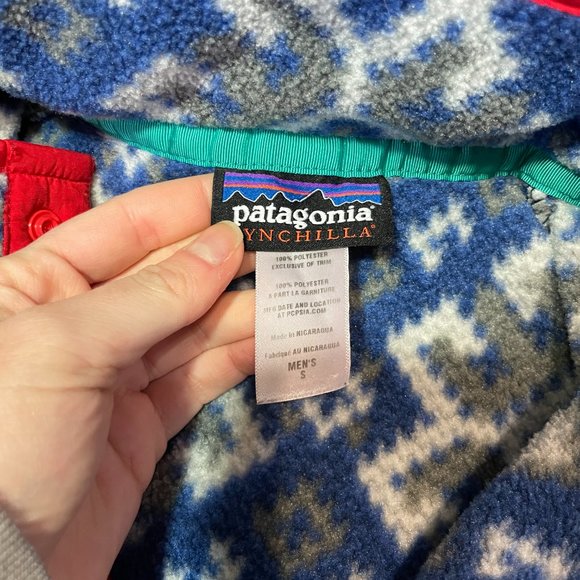 patagonia®
YNCHILLA®
100% POLYESTER
EXCLUSIVE OF TRIM
100% POLYESTER
A PART LA GARNITURE
MFG DATE AND LOCATION
AT PCPSIA.COM
Made in NICARAGUA
Fabriqué AU NICARAGUA
MEN'S
S